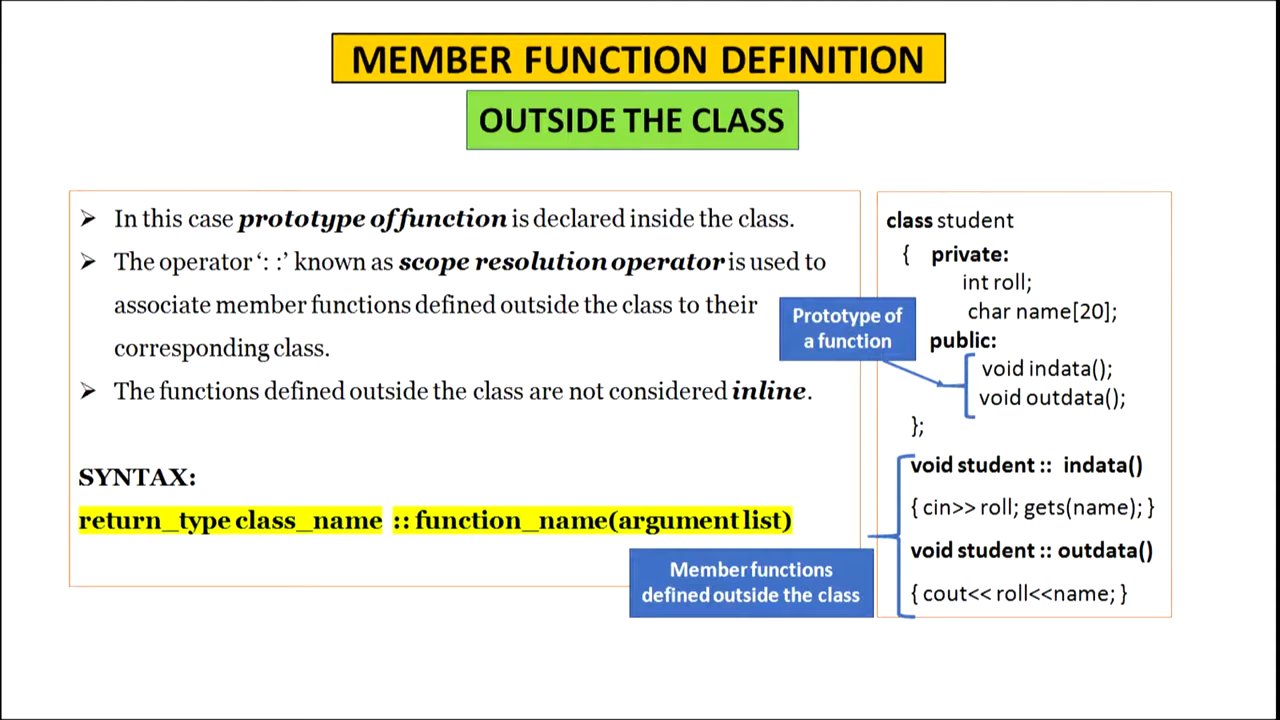 MEMBER FUNCTION DEFINITION
OUTSIDE THE CLASS
➢ In this case prototype of function is declared inside the class.
➢ The operator ‘: :’ known as scope resolution operator is used to
associate member functions defined outside the class to their
corresponding class.
➢ The functions defined outside the class are not considered inline.
SYNTAX:
return_type class_name :: function_name(argument list)
class student
{ private:
int roll;
char name[20];
public:
void indata();
void outdata();
};
void student :: indata()
{ cin>> roll; gets(name); }
void student :: outdata()
{ cout<< roll<<name; }
Prototype of
a function
Member functions
defined outside the class